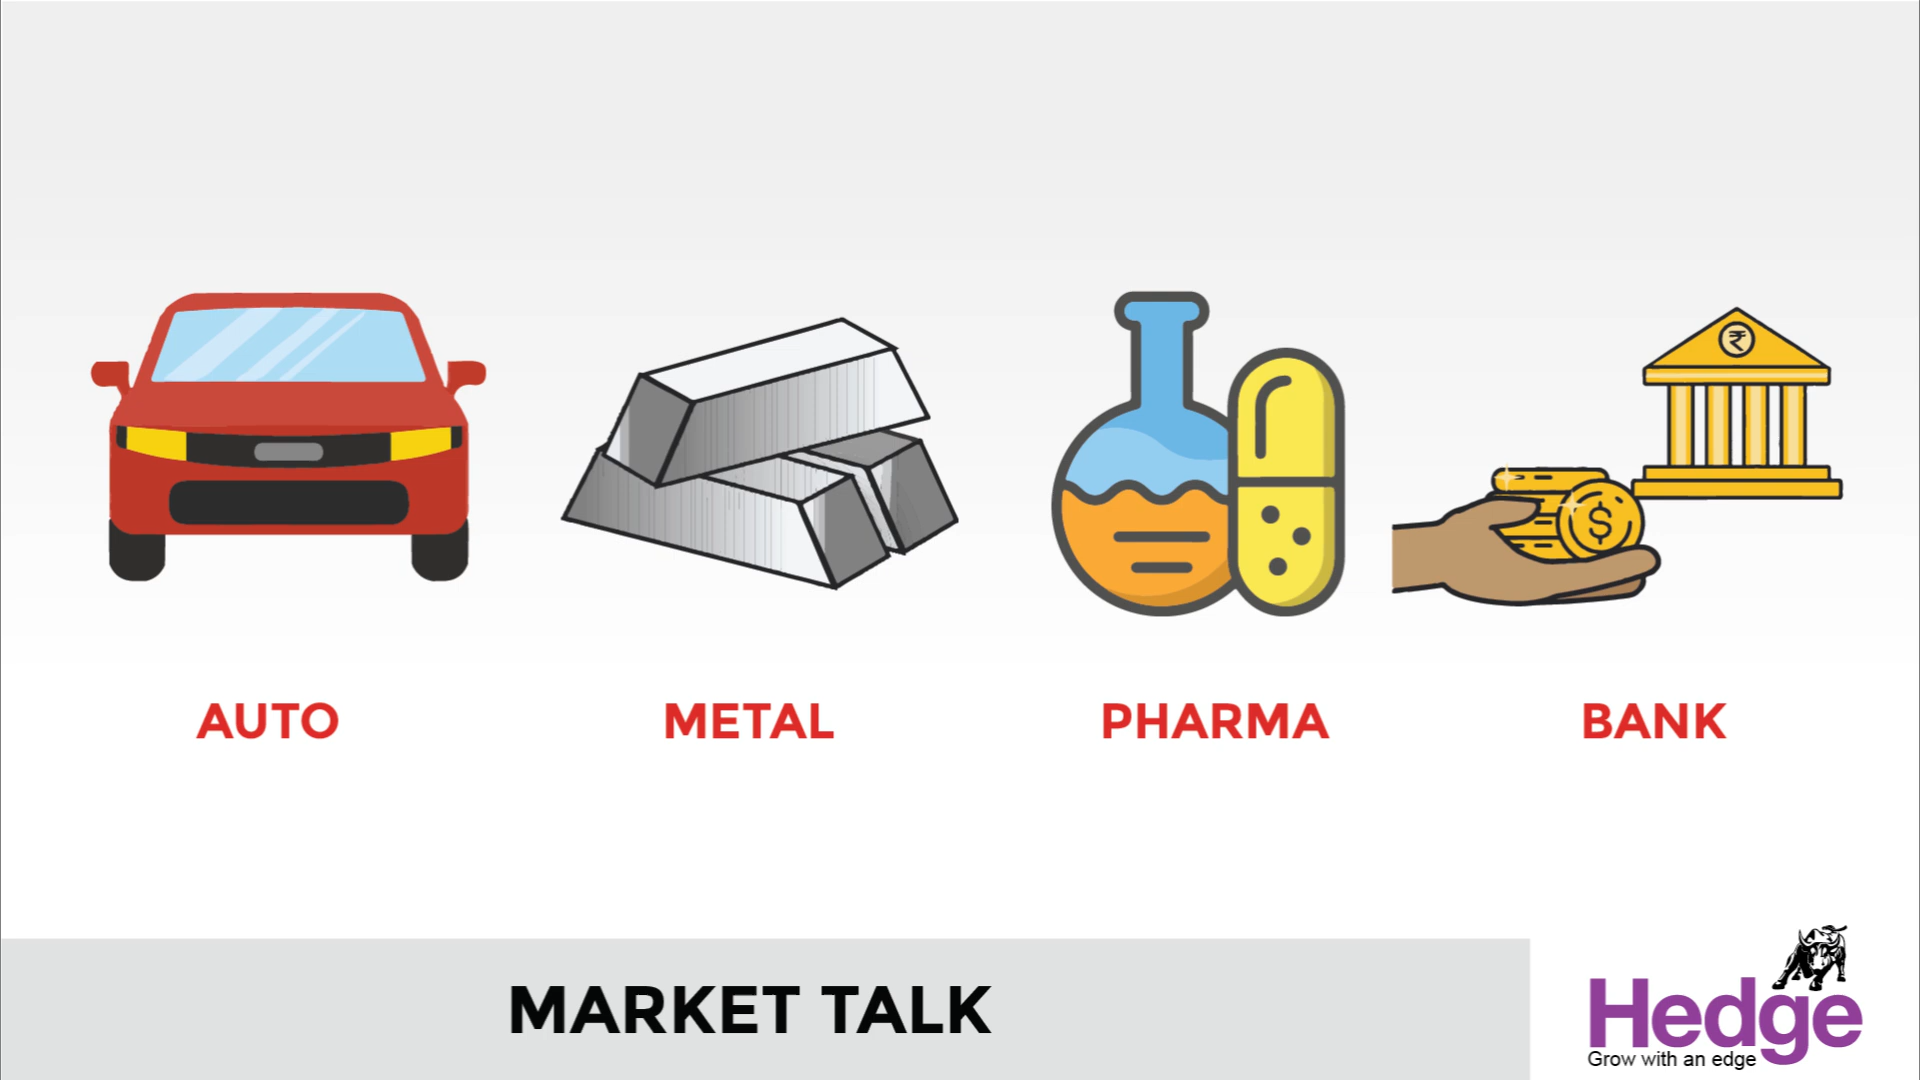 ₹
$
AUTO
METAL
PHARMA
BANK
MARKET TALK
Hedge
Grow with an edge